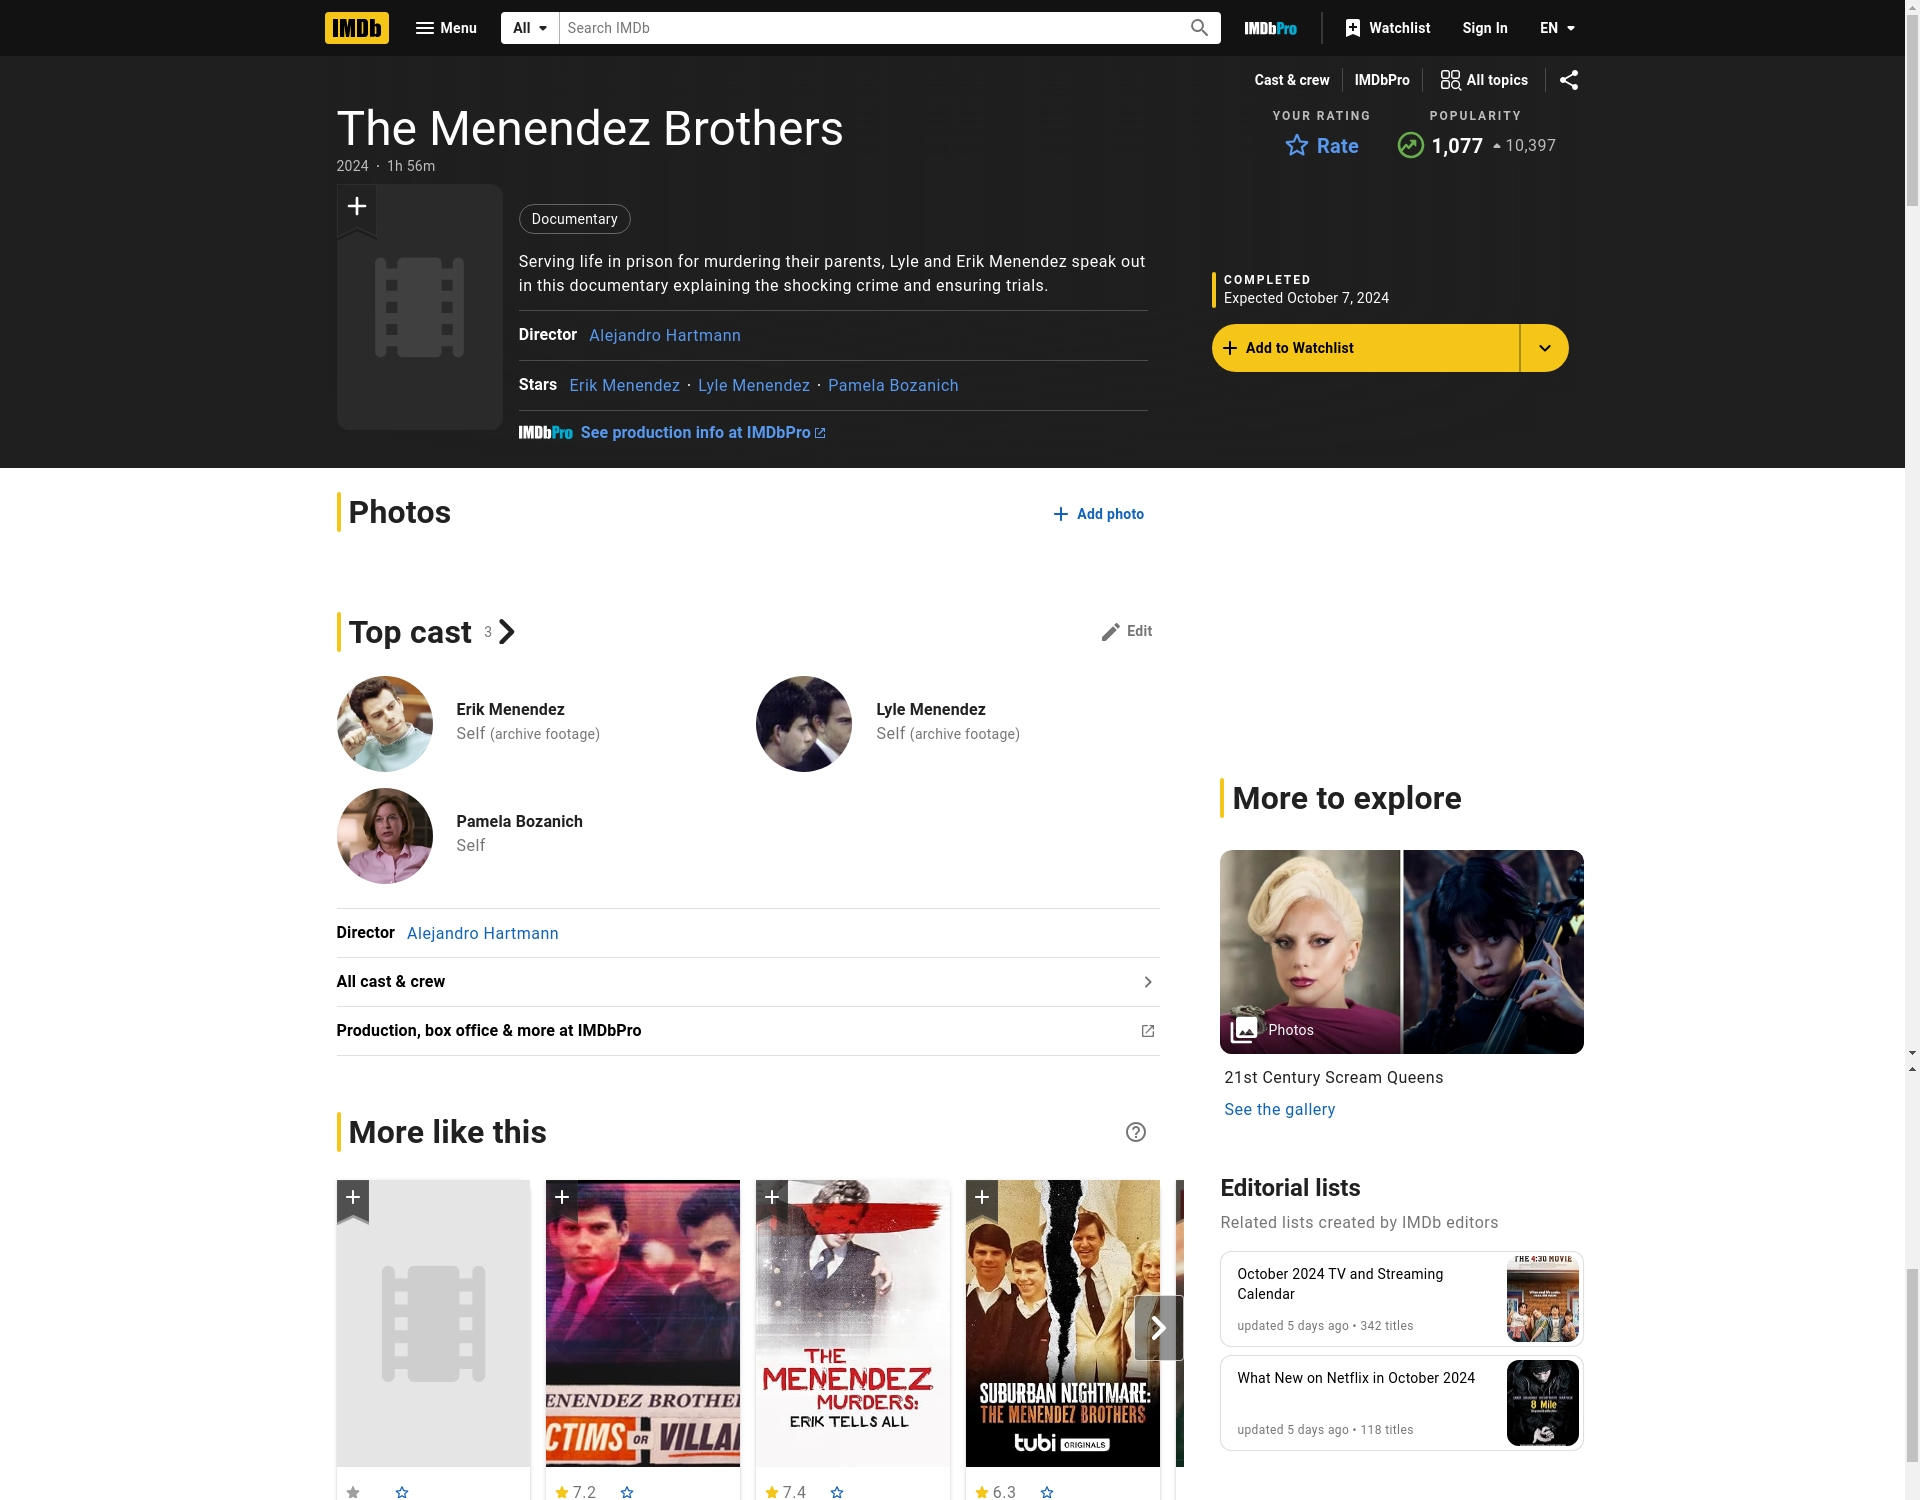 IMDb
Menu
All
Search IMDb
IMDbPro
Watchlist
Sign In
EN
Cast & crew
IMDbPro
All topics
The Menendez Brothers
2024 · 1h 56m
YOUR RATING
Rate
POPULARITY
1,077
10,397
Documentary
Serving life in prison for murdering their parents, Lyle and Erik Menendez speak out
in this documentary explaining the shocking crime and ensuring trials.
Director Alejandro Hartmann
Stars Erik Menendez · Lyle Menendez · Pamela Bozanich
IMDbPro See production info at IMDbPro
COMPLETED
Expected October 7, 2024
Add to Watchlist
Photos
Add photo
Top cast 3
Edit
Erik Menendez
Self (archive footage)
Lyle Menendez
Self (archive footage)
Pamela Bozanich
Self
Director Alejandro Hartmann
All cast & crew
Production, box office & more at IMDbPro
More like this
ENENDEZ BROTHER
CTIMS OR VILLA
7.2
THE
MENENDEZ
MURDERS:
ERIK TELLS ALL
7.4
SUBURBAN NIGHTMARE:
THE MENENDEZ BROTHERS
tubi ORIGINALS
6.3
More to explore
Photos
21st Century Scream Queens
See the gallery
Editorial lists
Related lists created by IMDb editors
October 2024 TV and Streaming
Calendar
updated 5 days ago • 342 titles
THE 4:30 MOVIE
What New on Netflix in October 2024
updated 5 days ago • 118 titles
8 Mile